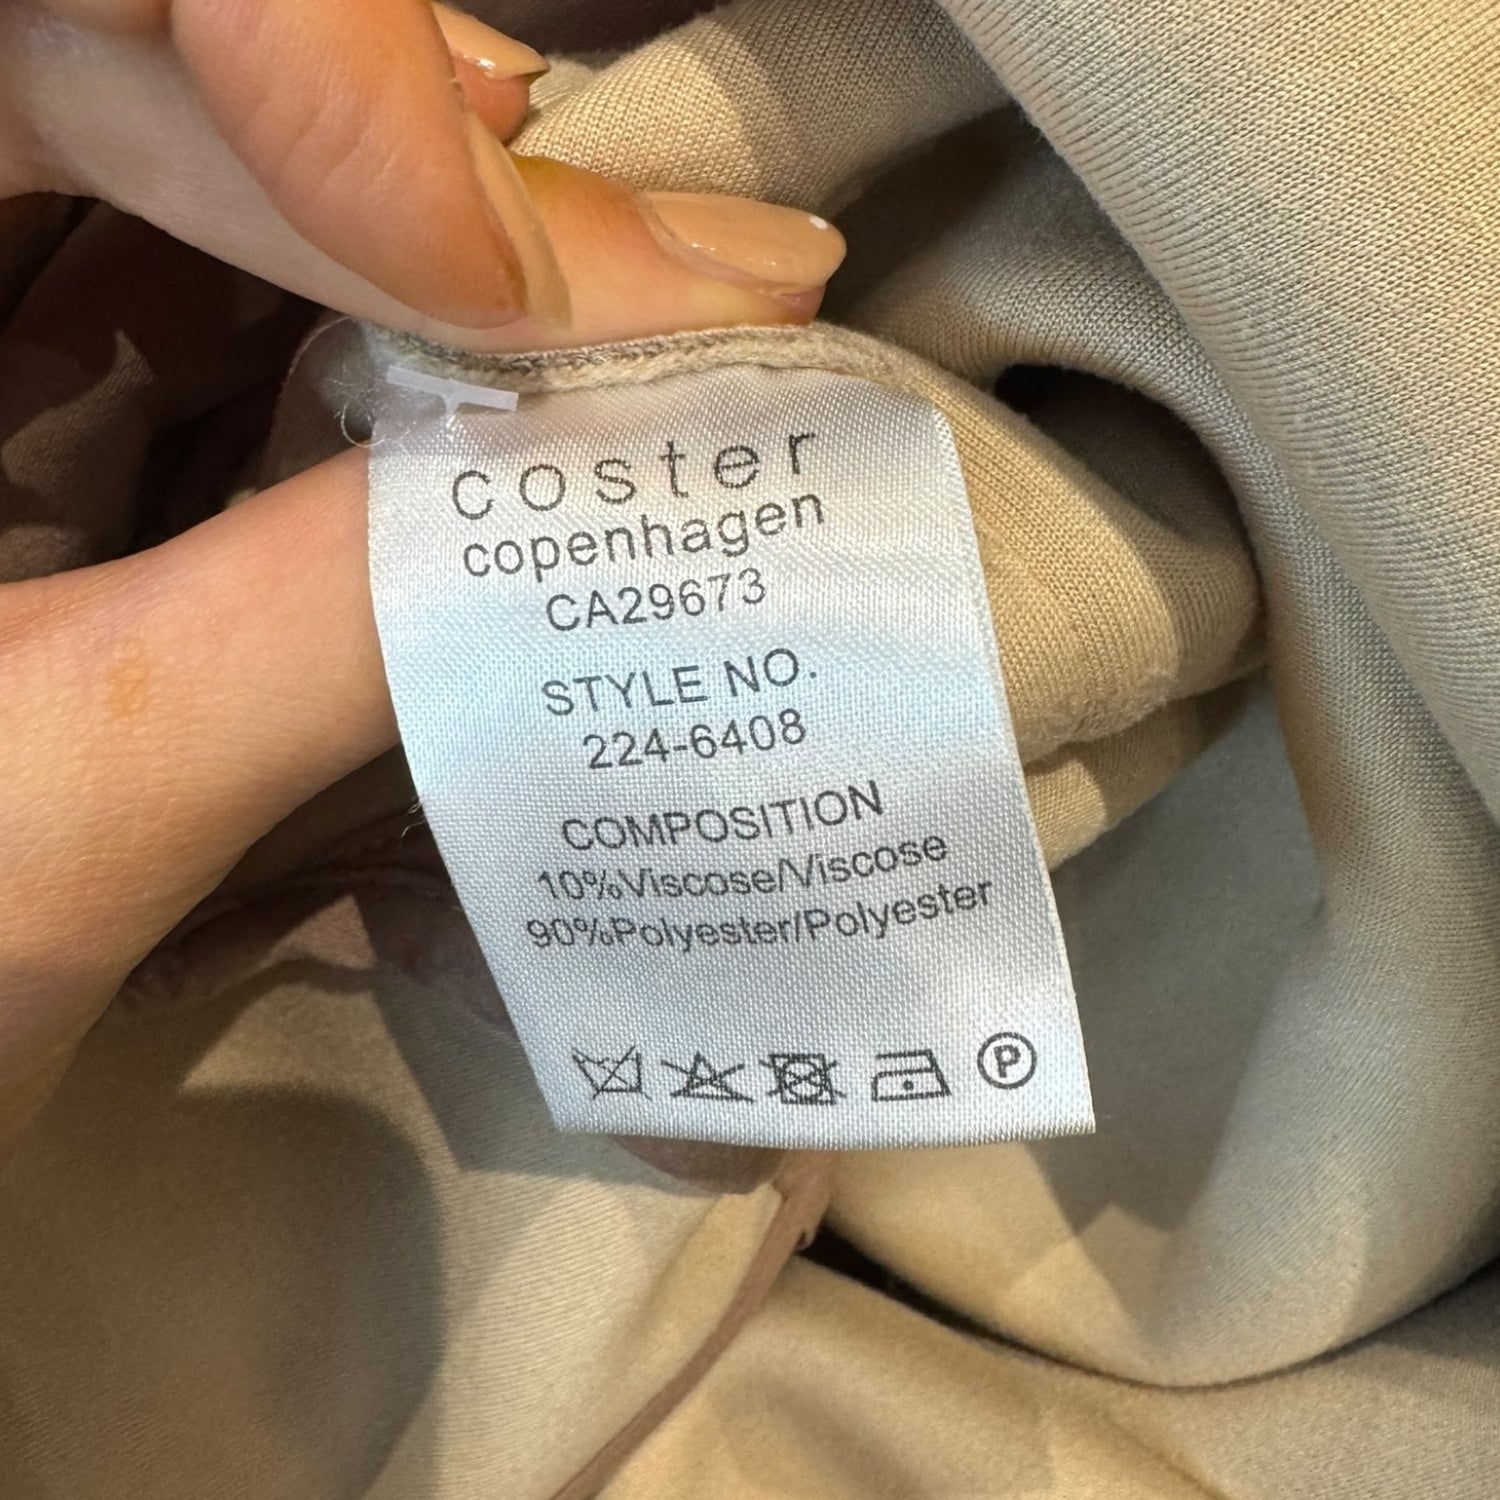 coster
copenhagen
CA29673
STYLE NO.
224-6408
COMPOSITION
10%Viscose/Viscose
90%Polyester/Polyester
P